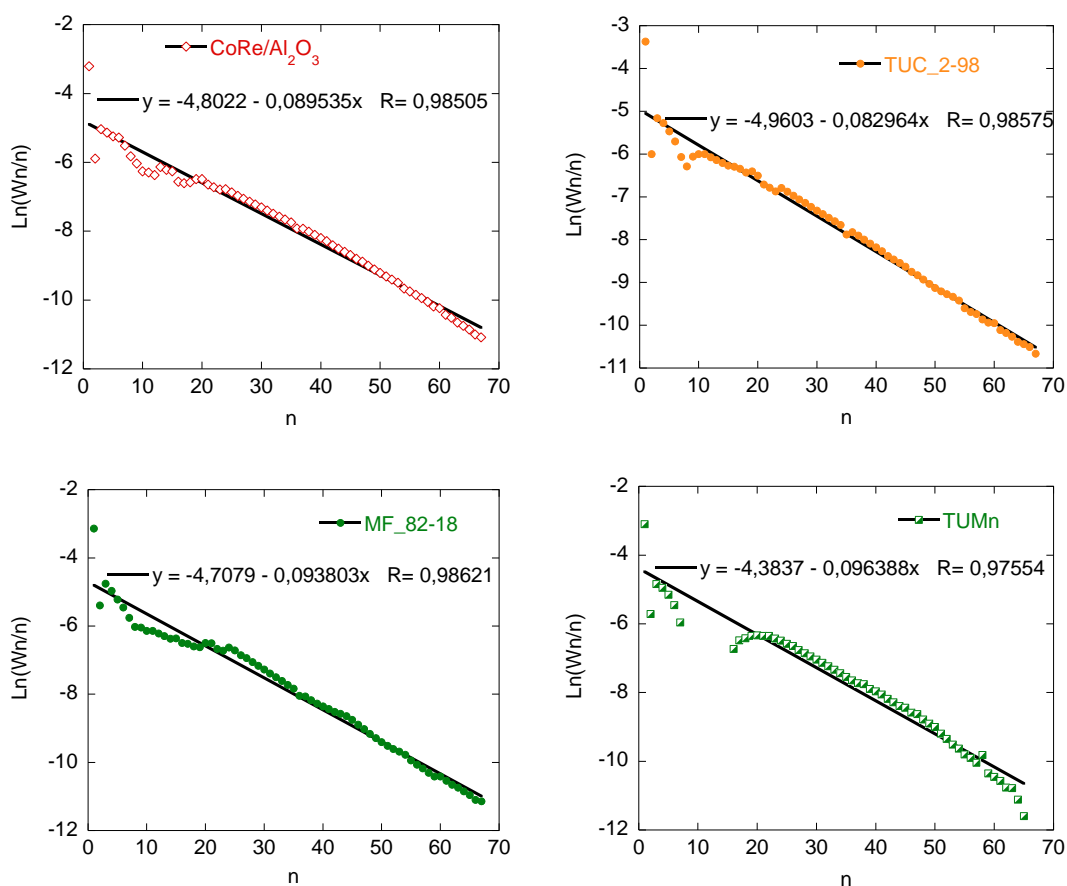 -2
-4
-6
-8
-10
-12
Ln(Wn/n)
CoRe/Al₂O₃
y = -4,8022 - 0,089535x R= 0,98505
0 10 20 30 40 50 60 70
n
-3
-4
-5
-6
-7
-8
-9
-10
-11
Ln(Wn/n)
TUC_2-98
y = -4,9603 - 0,082964x R= 0,98575
0 10 20 30 40 50 60 70
n
-2
-4
-6
-8
-10
-12
Ln(Wn/n)
MF_82-18
y = -4,7079 - 0,093803x R= 0,98621
0 10 20 30 40 50 60 70
n
-2
-4
-6
-8
-10
-12
Ln(Wn/n)
TUMn
y = -4,3837 - 0,096388x R= 0,97554
0 10 20 30 40 50 60 70
n